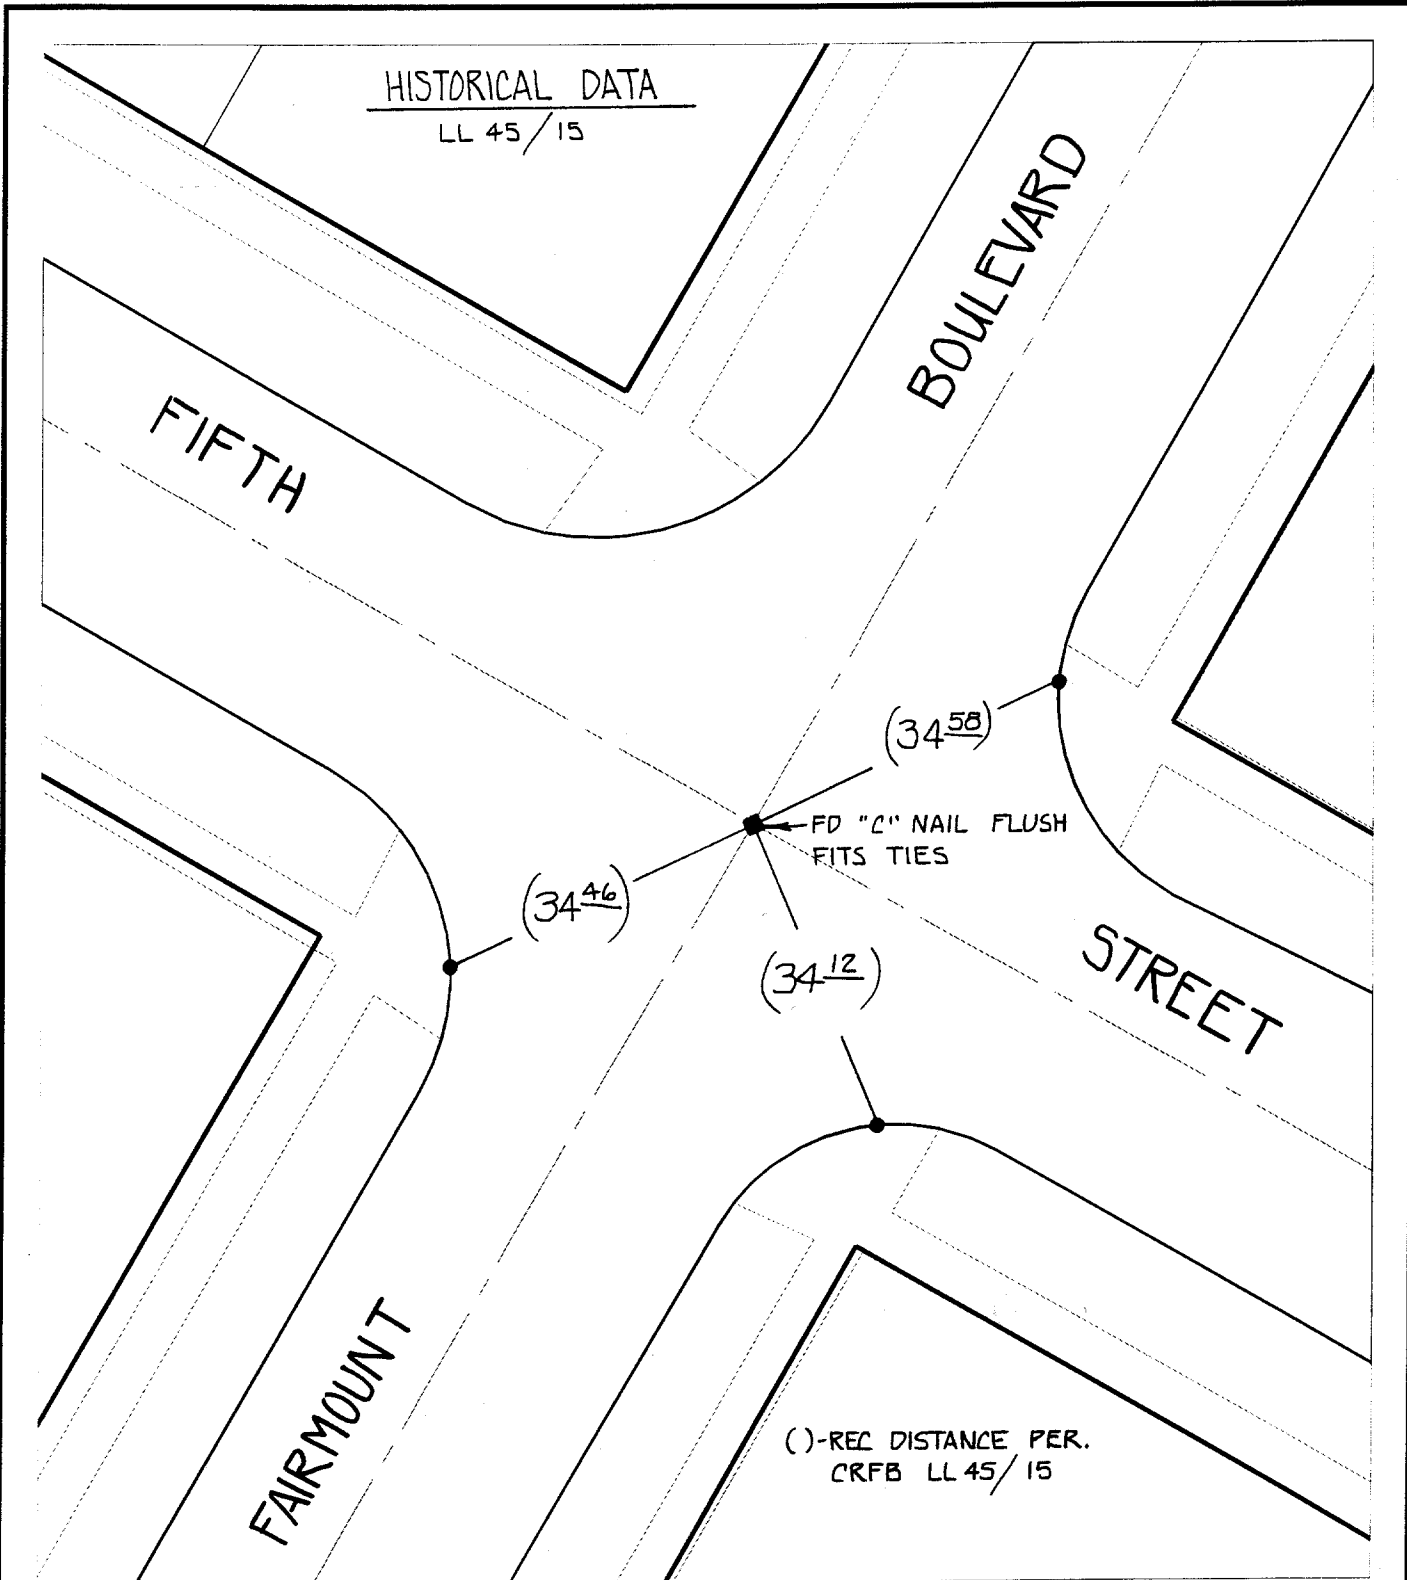 HISTORICAL DATA
LL 45/15
BOULEVARD
FIFTH
(34 58)
FD "C" NAIL FLUSH
FITS TIES
(34 46)
(34 12)
STREET
FAIRMOUNT
( )-REC DISTANCE PER.
CRFB LL 45/15